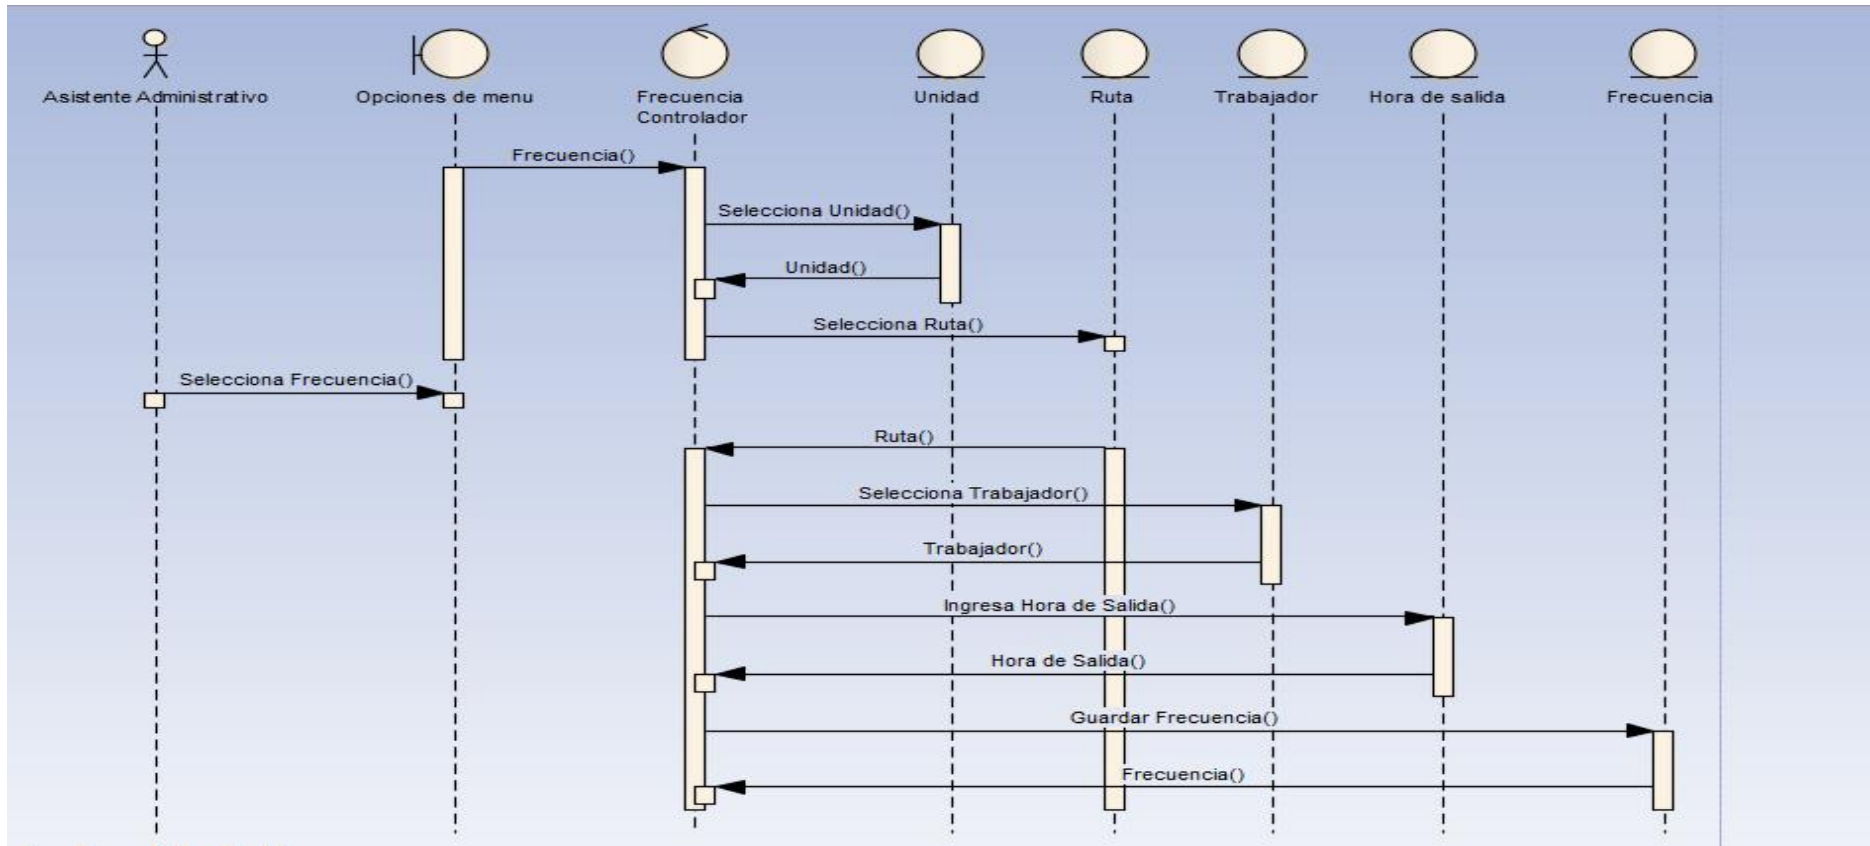 Asistente Administrativo
Opciones de menu
Frecuencia
Controlador
Unidad
Ruta
Trabajador
Hora de salida
Frecuencia
Frecuencia()
Selecciona Unidad()
Unidad()
Selecciona Ruta()
Selecciona Frecuencia()
Ruta()
Selecciona Trabajador()
Trabajador()
Ingresa Hora de Salida()
Hora de Salida()
Guardar Frecuencia()
Frecuencia()